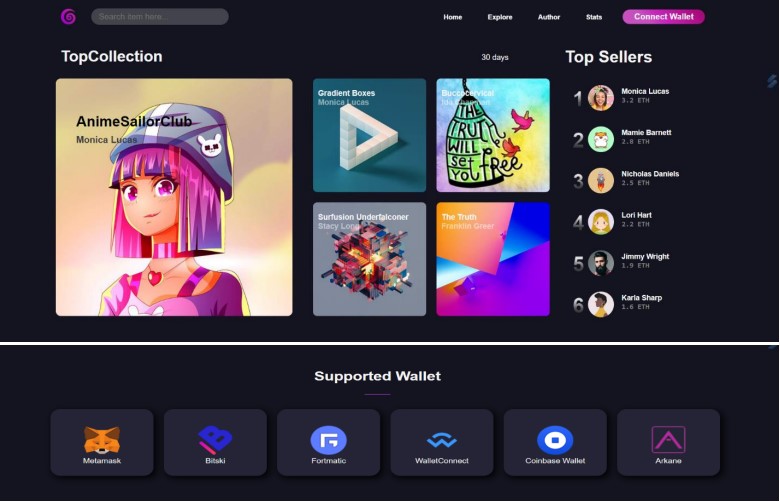 Search item here...
Home
Explore
Author
Stats
Connect Wallet
TopCollection
30 days
Top Sellers
AnimeSailorClub
Monica Lucas
Gradient Boxes
Monica Lucas
Buccocervical
THE
TRUTH
WILL
SET
YOU FREE
Surfusion Underfalconer
Stacy Long
The Truth
Franklin Greer
1
Monica Lucas
3.2 ETH
2
Mamie Barnett
2.8 ETH
3
Nicholas Daniels
2.5 ETH
4
Lori Hart
2.2 ETH
5
Jimmy Wright
1.9 ETH
6
Karla Sharp
1.6 ETH
Supported Wallet
Metamask
Bitski
Fortmatic
WalletConnect
Coinbase Wallet
Arkane